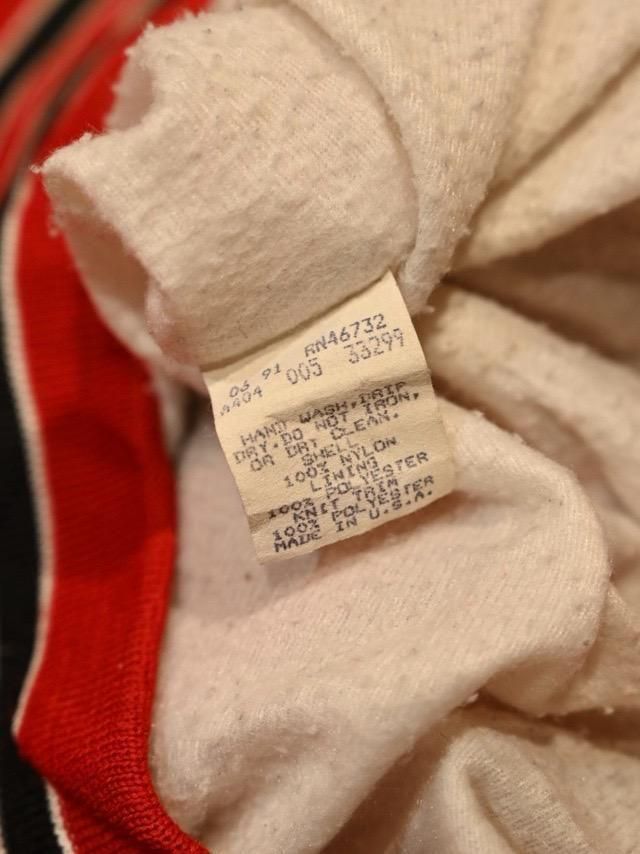 RN46732
06 91 005 33299
A404
HAND WASH,DRIP
DRY.DO NOT IRON,
OR DRY CLEAN.
SHELL
100% NYLON
LINING
100% POLYESTER
KNIT TRIM
100% POLYESTER
MADE IN U.S.A.